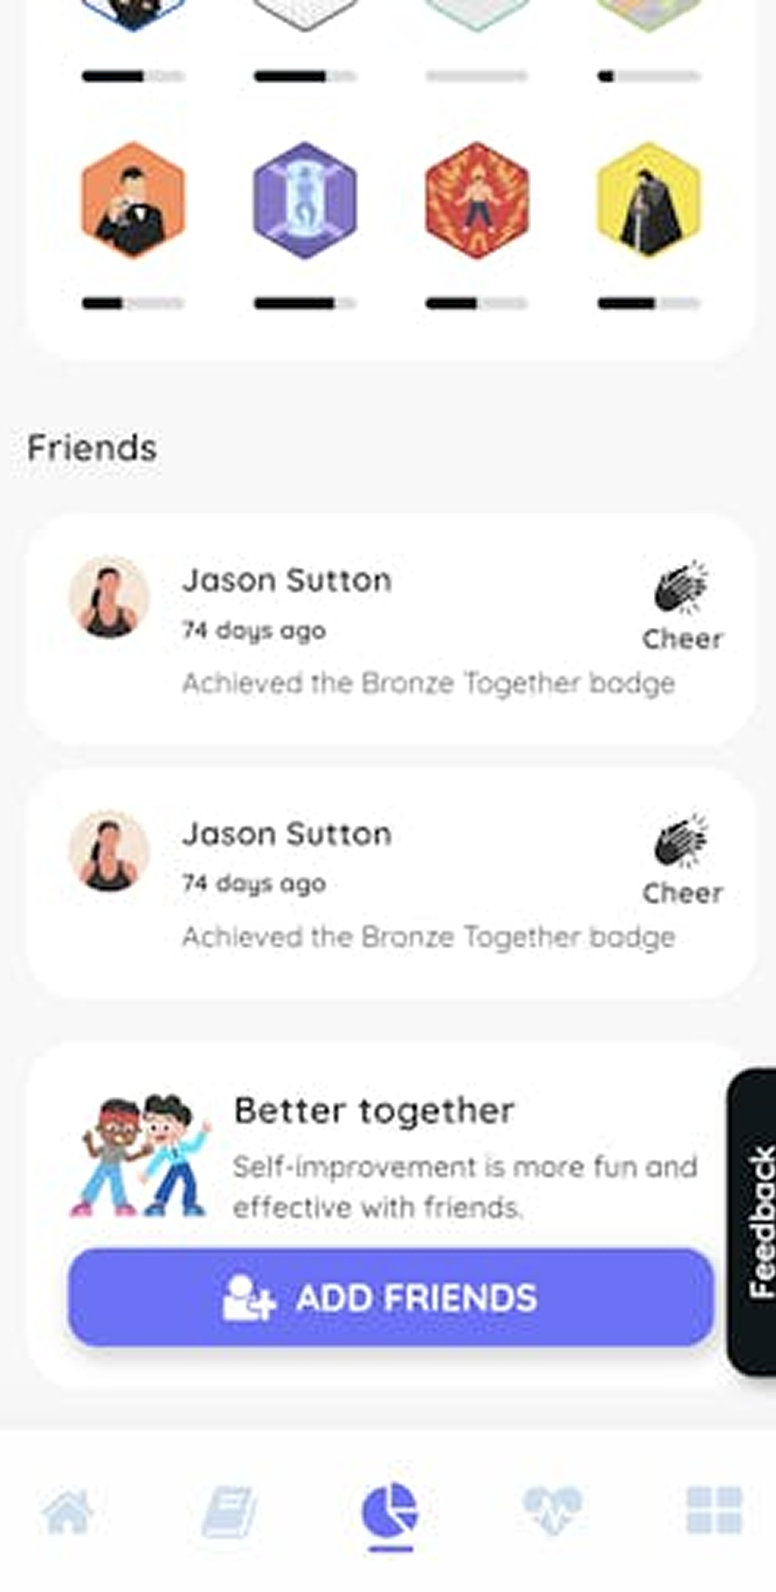 Friends
Jason Sutton
74 days ago
Cheer
Achieved the Bronze Together badge
Jason Sutton
74 days ago
Cheer
Achieved the Bronze Together badge
Better together
Self-improvement is more fun and
effective with friends.
ADD FRIENDS
Feedback